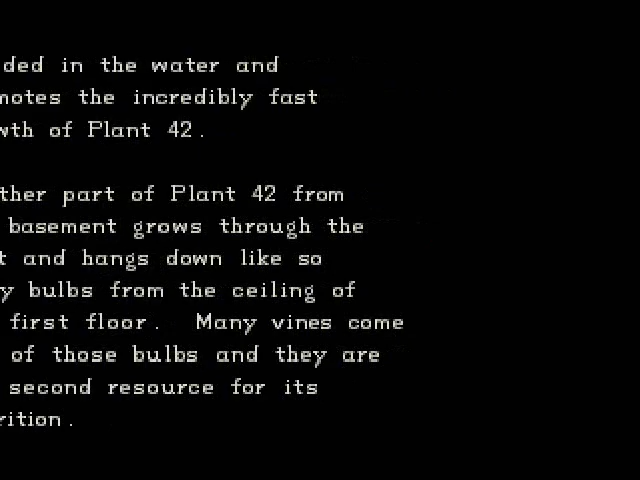 ded in the water and
motes the incredibly fast
wth of Plant 42.
ther part of Plant 42 from
basement grows through the
t and hangs down like so
y bulbs from the ceiling of
first floor. Many vines come
of those bulbs and they are
second resource for its
rition.